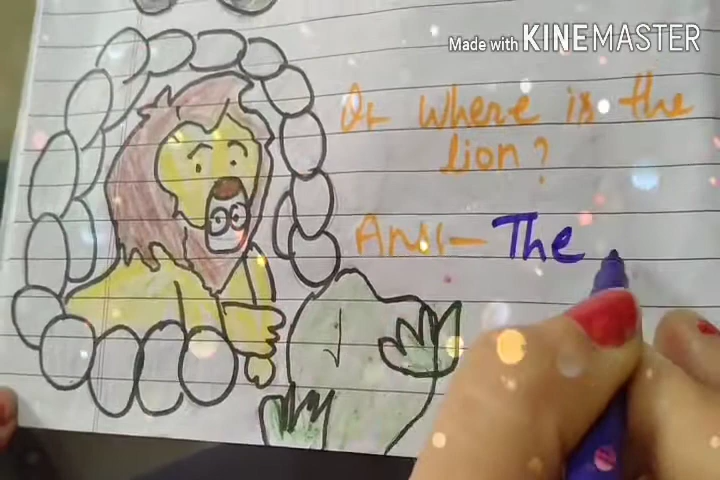 Made with KINEMASTER
Q:- Where is the
lion?
Ans:- The